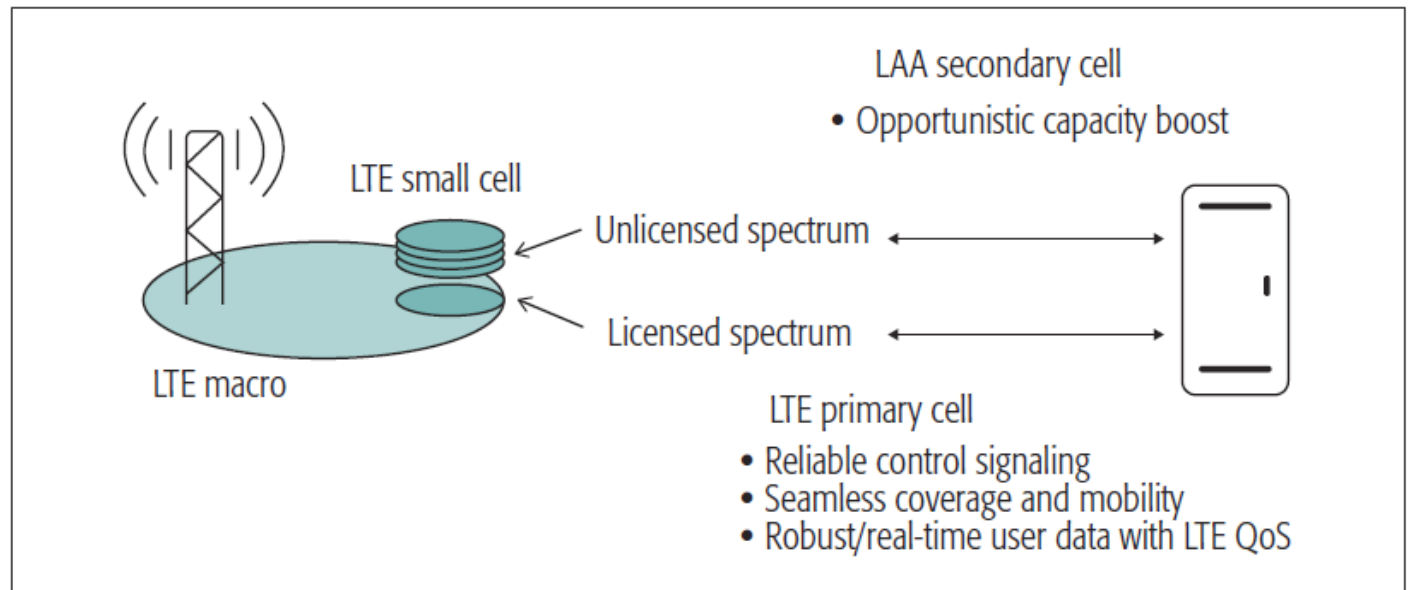 LAA secondary cell
• Opportunistic capacity boost
LTE small cell
Unlicensed spectrum
Licensed spectrum
LTE macro
LTE primary cell
• Reliable control signaling
• Seamless coverage and mobility
• Robust/real-time user data with LTE QoS